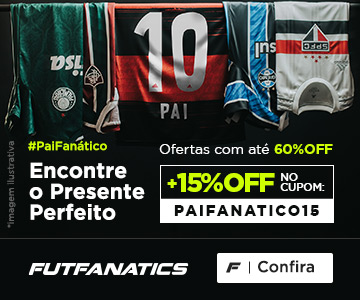 DSL
ins
SPFC
10
PAI
#PaiFanático
Encontre
o Presente
Perfeito
Ofertas com até 60%OFF
+15%OFF NO CUPOM:
PAIFANATICO15
*imagem ilustrativa
FUTFANATICS
F | Confira